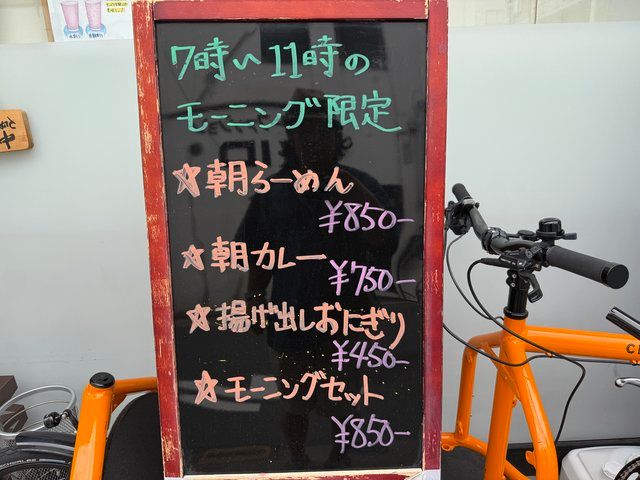 7時〜11時の
モーニング限定
☆朝らーめん
¥850-
☆朝カレー
¥750-
☆揚げ出しおにぎり
¥450-
☆モーニングセット
¥850-